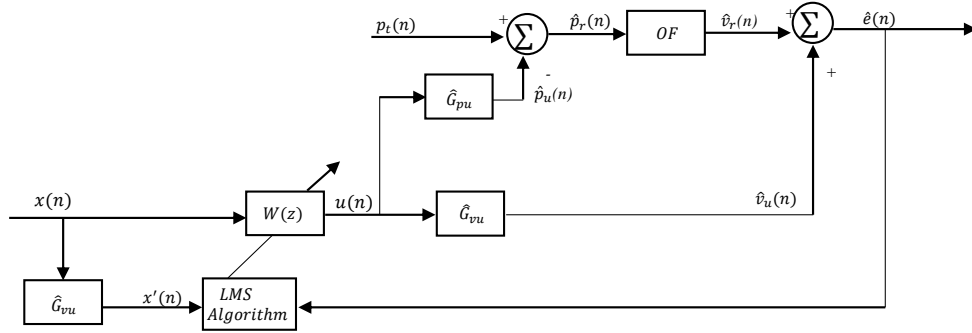 p_t(n)
+
∑
p̂_r(n)
OF
v̂_r(n)
+
∑
ê(n)
Ĝ_pu
-
p̂_u(n)
+
x(n)
W(z)
u(n)
Ĝ_vu
v̂_u(n)
Ĝ_vu
x′(n)
LMS
Algorithm